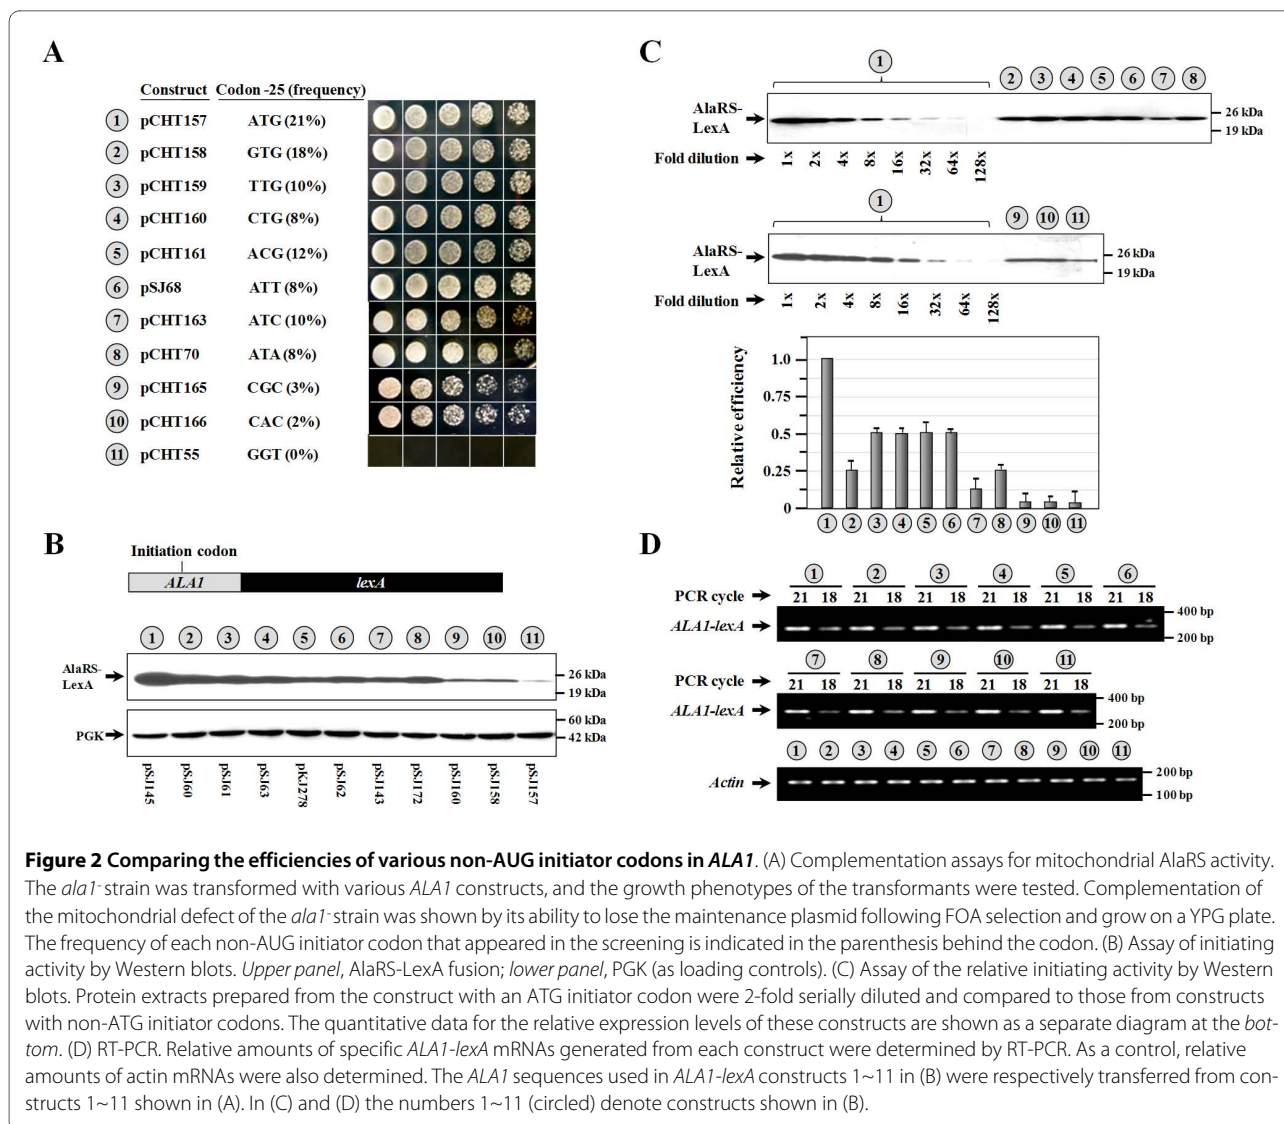 A
Construct Codon -25 (frequency)
1 pCHT157 ATG (21%)
2 pCHT158 GTG (18%)
3 pCHT159 TTG (10%)
4 pCHT160 CTG (8%)
5 pCHT161 ACG (12%)
6 pSJ68 ATT (8%)
7 pCHT163 ATC (10%)
8 pCHT70 ATA (8%)
9 pCHT165 CGC (3%)
10 pCHT166 CAC (2%)
11 pCHT55 GGT (0%)
B
Initiation codon
ALA1 lexA
1 2 3 4 5 6 7 8 9 10 11
AlaRS-
LexA
26 kDa
19 kDa
PGK
60 kDa
42 kDa
pSJ145 pSJ60 pSJ61 pSJ63 pKJ278 pSJ62 pSJ143 pSJ172 pSJ160 pSJ158 pSJ157
C
1 2 3 4 5 6 7 8
AlaRS-
LexA
26 kDa
19 kDa
Fold dilution 1x 2x 4x 8x 16x 32x 64x 128x
1 9 10 11
AlaRS-
LexA
26 kDa
19 kDa
Fold dilution 1x 2x 4x 8x 16x 32x 64x 128x
Relative efficiency
1.0
0.75
0.5
0.25
0
1 2 3 4 5 6 7 8 9 10 11
D
1 2 3 4 5 6
PCR cycle 21 18 21 18 21 18 21 18 21 18 21 18
ALA1-lexA
400 bp
200 bp
7 8 9 10 11
PCR cycle 21 18 21 18 21 18 21 18 21 18
ALA1-lexA
400 bp
200 bp
1 2 3 4 5 6 7 8 9 10 11
Actin
200 bp
100 bp
Figure 2 Comparing the efficiencies of various non-AUG initiator codons in ALA1. (A) Complementation assays for mitochondrial AlaRS activity.
The ala1- strain was transformed with various ALA1 constructs, and the growth phenotypes of the transformants were tested. Complementation of
the mitochondrial defect of the ala1- strain was shown by its ability to lose the maintenance plasmid following FOA selection and grow on a YPG plate.
The frequency of each non-AUG initiator codon that appeared in the screening is indicated in the parenthesis behind the codon. (B) Assay of initiating
activity by Western blots. Upper panel, AlaRS-LexA fusion; lower panel, PGK (as loading controls). (C) Assay of the relative initiating activity by Western
blots. Protein extracts prepared from the construct with an ATG initiator codon were 2-fold serially diluted and compared to those from constructs
with non-ATG initiator codons. The quantitative data for the relative expression levels of these constructs are shown as a separate diagram at the bot-
tom. (D) RT-PCR. Relative amounts of specific ALA1-lexA mRNAs generated from each construct were determined by RT-PCR. As a control, relative
amounts of actin mRNAs were also determined. The ALA1 sequences used in ALA1-lexA constructs 1~11 in (B) were respectively transferred from con-
structs 1~11 shown in (A). In (C) and (D) the numbers 1~11 (circled) denote constructs shown in (B).